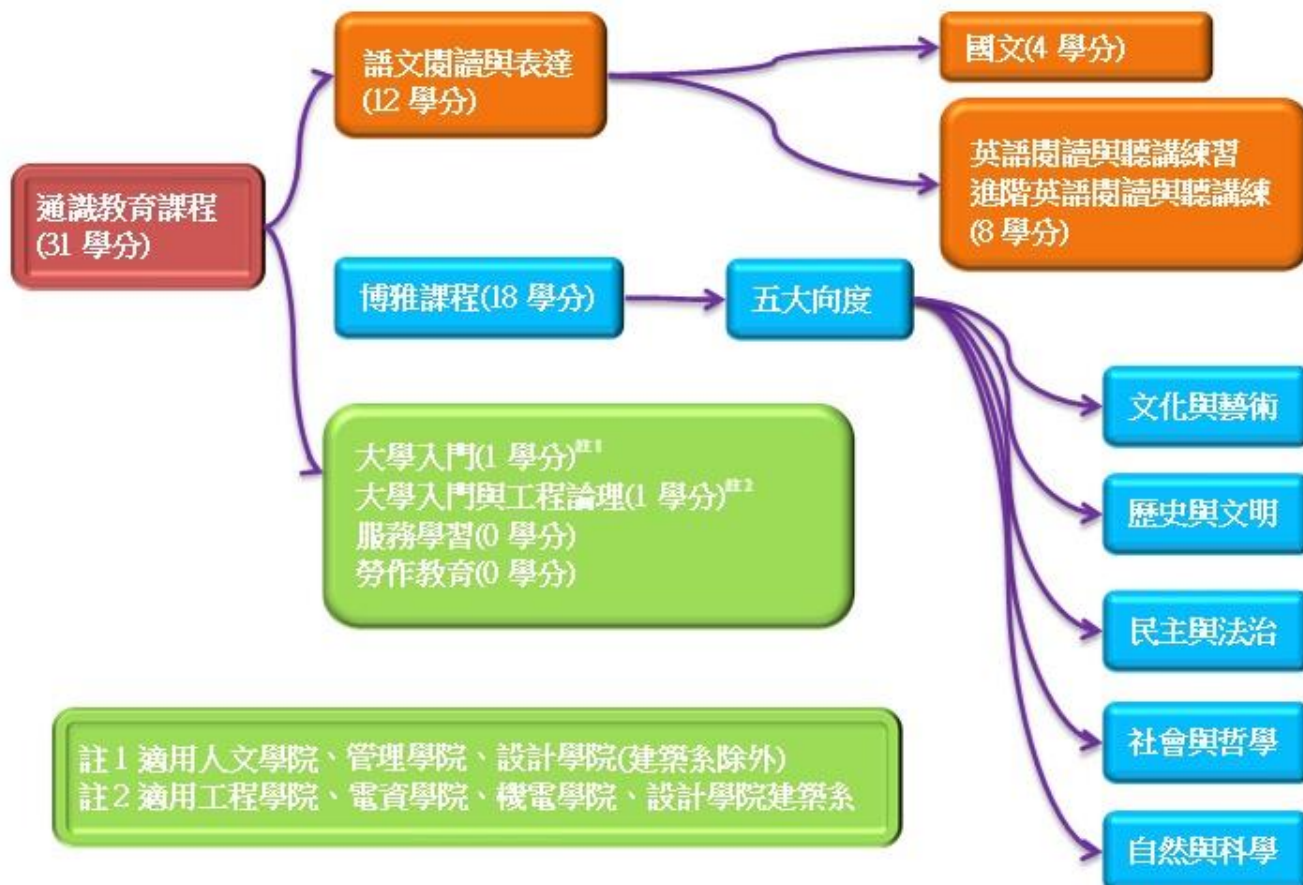 通識教育課程
(31 學分)
語文閱讀與表達
(12 學分)
國文(4 學分)
英語閱讀與聽講練習
進階英語閱讀與聽講練
(8 學分)
博雅課程(18 學分)
五大向度
文化與藝術
歷史與文明
民主與法治
社會與哲學
自然與科學
大學入門(1 學分)註1
大學入門與工程論理(1 學分)註2
服務學習(0 學分)
勞作教育(0 學分)
註1 適用人文學院、管理學院、設計學院(建築系除外)
註2 適用工程學院、電資學院、機電學院、設計學院建築系